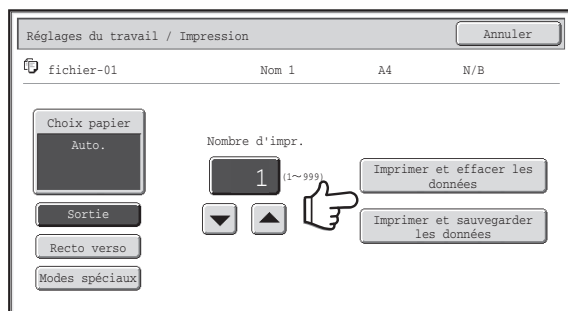 Réglages du travail / Impression
Annuler
fichier-01 Nom 1 A4 N/B
Choix papier
Auto.
Nombre d'impr.
1 (1~999)
Sortie
Recto verso
Modes spéciaux
Imprimer et effacer les
données
Imprimer et sauvegarder
les données